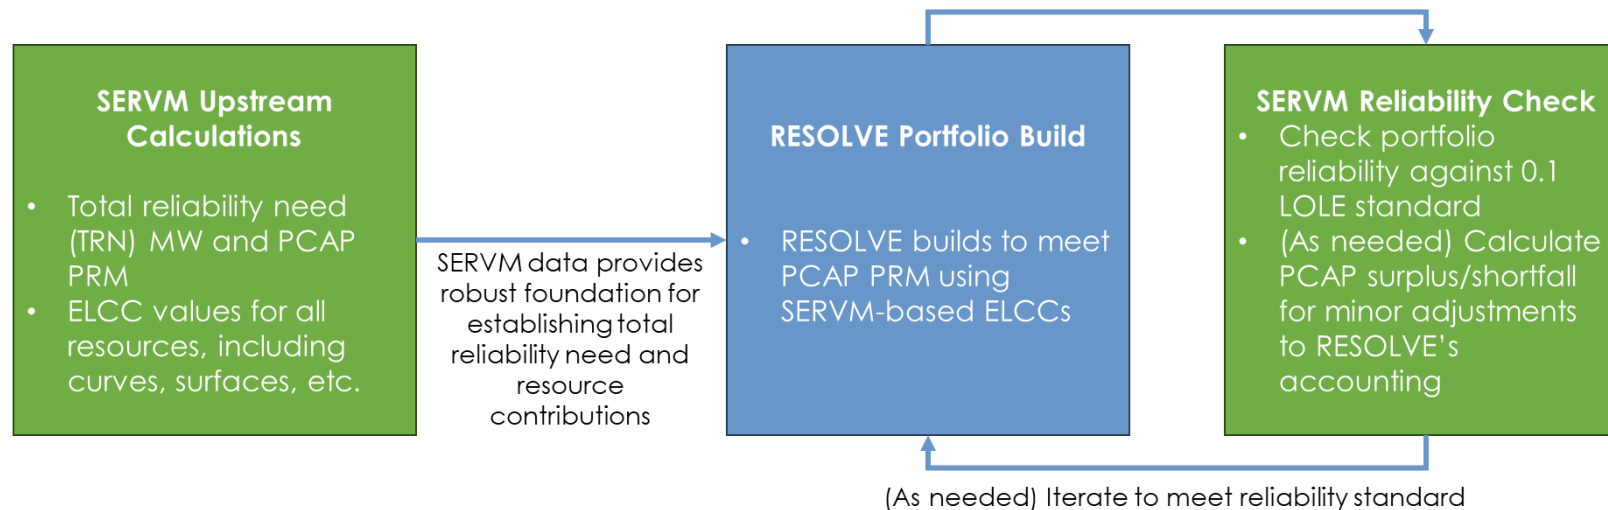 SERVM Upstream
Calculations
• Total reliability need
(TRN) MW and PCAP
PRM
• ELCC values for all
resources, including
curves, surfaces, etc.
SERVM data provides
robust foundation for
establishing total
reliability need and
resource
contributions
RESOLVE Portfolio Build
• RESOLVE builds to meet
PCAP PRM using
SERVM-based ELCCs
SERVM Reliability Check
• Check portfolio
reliability against 0.1
LOLE standard
• (As needed) Calculate
PCAP surplus/shortfall
for minor adjustments
to RESOLVE’s
accounting
(As needed) Iterate to meet reliability standard